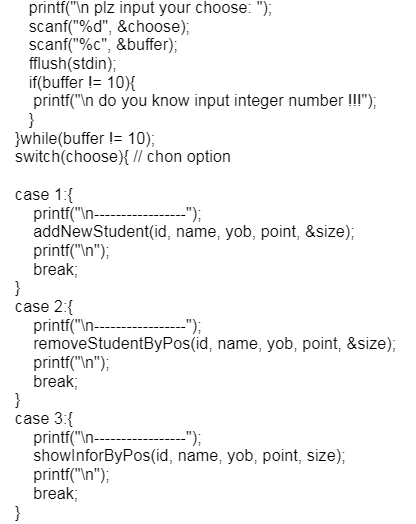 printf("\n plz input your choose: ");
scanf("%d", &choose);
scanf("%c", &buffer);
fflush(stdin);
if(buffer != 10){
printf("\n do you know input integer number !!!");
}
}while(buffer != 10);
switch(choose){ // chon option
case 1:{
printf("\n-----------------");
addNewStudent(id, name, yob, point, &size);
printf("\n");
break;
}
case 2:{
printf("\n-----------------");
removeStudentByPos(id, name, yob, point, &size);
printf("\n");
break;
}
case 3:{
printf("\n-----------------");
showInforByPos(id, name, yob, point, size);
printf("\n");
break;
}